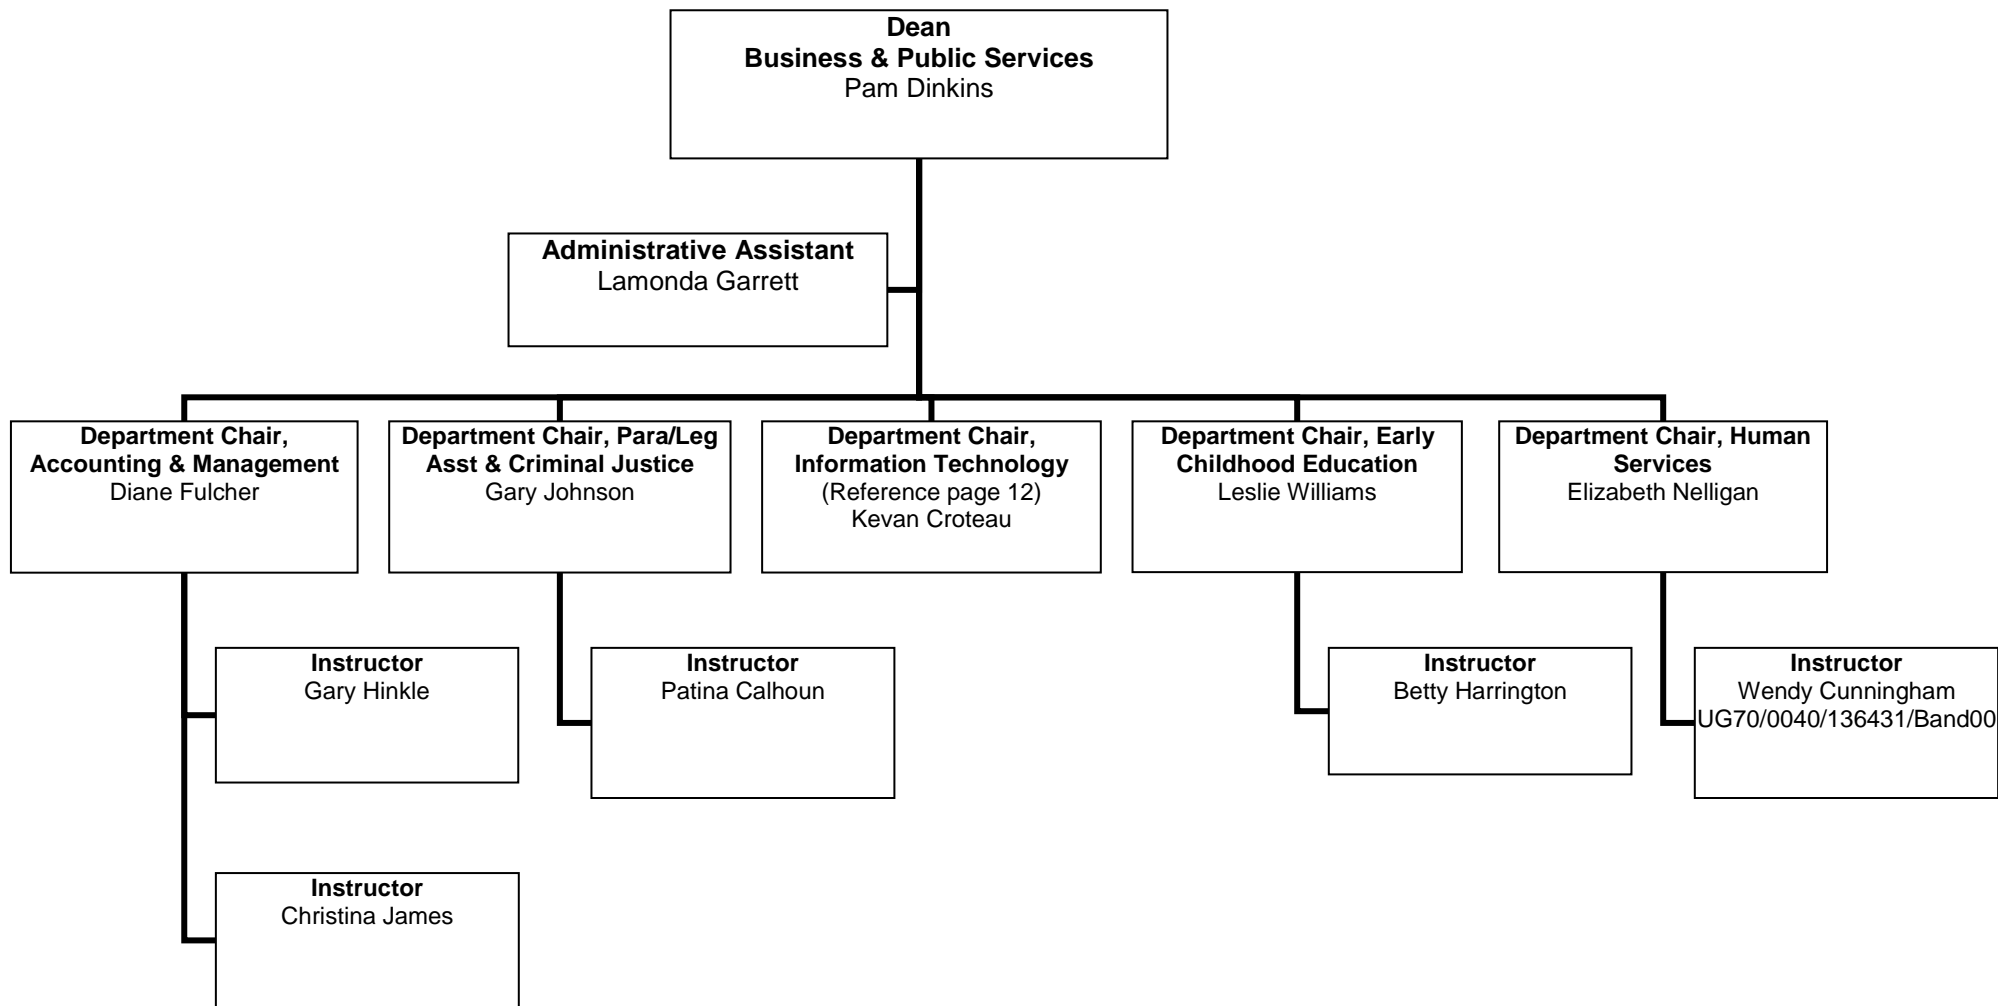 Dean
Business & Public Services
Pam Dinkins
Administrative Assistant
Lamonda Garrett
Department Chair,
Accounting & Management
Diane Fulcher
Department Chair, Para/Leg
Asst & Criminal Justice
Gary Johnson
Department Chair,
Information Technology
(Reference page 12)
Kevan Croteau
Department Chair, Early
Childhood Education
Leslie Williams
Department Chair, Human
Services
Elizabeth Nelligan
Instructor
Gary Hinkle
Instructor
Patina Calhoun
Instructor
Betty Harrington
Instructor
Wendy Cunningham
UG70/0040/136431/Band00
Instructor
Christina James